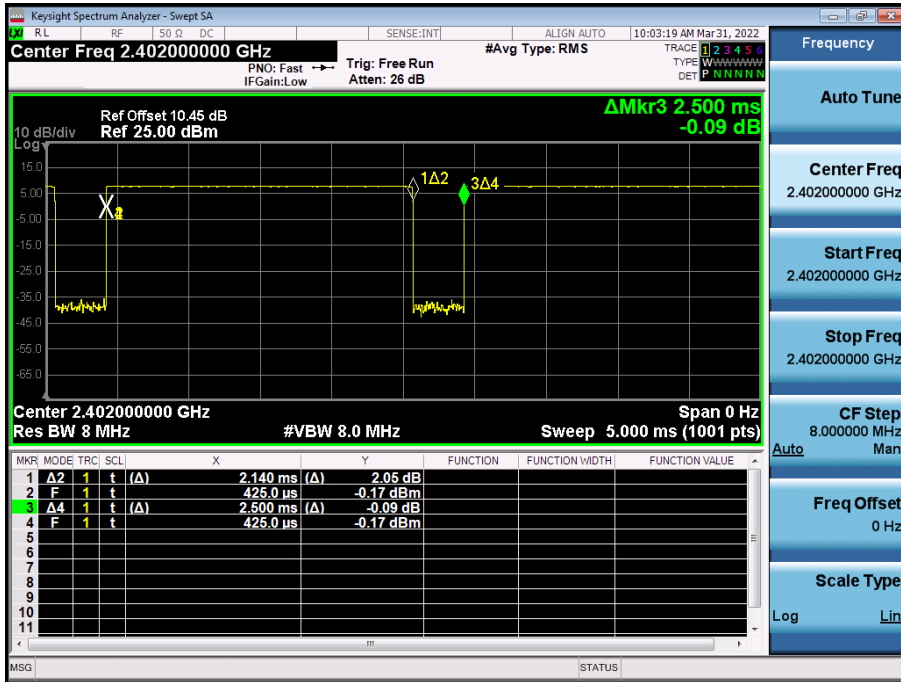 Keysight Spectrum Analyzer - Swept SA
LXI RL RF 50 Ω DC SENSE:INT ALIGN AUTO 10:03:19 AM Mar 31, 2022
Center Freq 2.402000000 GHz
PNO: Fast
IFGain:Low
Trig: Free Run
Atten: 26 dB
#Avg Type: RMS
TRACE 1 2 3 4 5 6
TYPE WWWWWW
DET P N N N N N
ΔMkr3 2.500 ms
-0.09 dB
Ref Offset 10.45 dB
10 dB/div Ref 25.00 dBm
Log
15.0
5.00
-5.00
-15.0
-25.0
-35.0
-45.0
-55.0
-65.0
1Δ2
3Δ4
Center 2.402000000 GHz Span 0 Hz
Res BW 8 MHz #VBW 8.0 MHz Sweep 5.000 ms (1001 pts)
MKR MODE TRC SCL X Y FUNCTION FUNCTION WIDTH FUNCTION VALUE
1 Δ2 1 t (Δ) 2.140 ms (Δ) 2.05 dB
2 F 1 t 425.0 µs -0.17 dBm
3 Δ4 1 t (Δ) 2.500 ms (Δ) -0.09 dB
4 F 1 t 425.0 µs -0.17 dBm
5
6
7
8
9
10
11
MSG STATUS
Frequency
Auto Tune
Center Freq
2.402000000 GHz
Start Freq
2.402000000 GHz
Stop Freq
2.402000000 GHz
CF Step
8.000000 MHz
Auto Man
Freq Offset
0 Hz
Scale Type
Log Lin